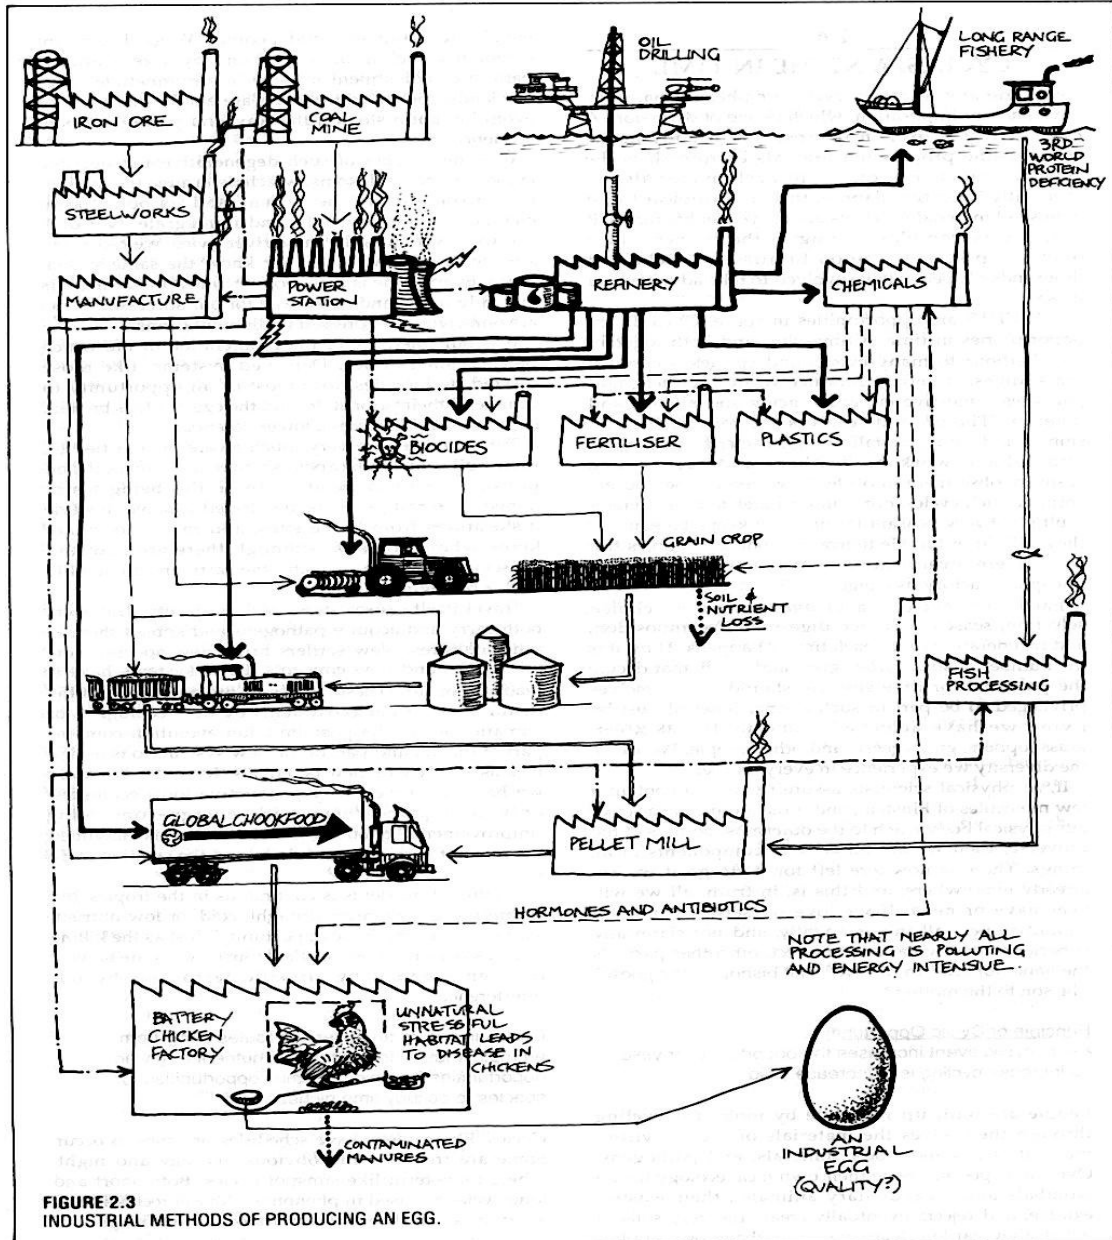 OIL
DRILLING
LONG RANGE
FISHERY
IRON ORE
COAL
MINE
3RD
WORLD
PROTEIN
DEFICIENCY
STEELWORKS
MANUFACTURE
POWER
STATION
REFINERY
CHEMICALS
BIOCIDES
FERTILISER
PLASTICS
GRAIN CROP
SOIL
&
NUTRIENT
LOSS
FISH
PROCESSING
GLOBAL CHOOKFOOD
PELLET MILL
HORMONES AND ANTIBIOTICS
NOTE THAT NEARLY ALL
PROCESSING IS POLLUTING
AND ENERGY INTENSIVE.
BATTERY
CHICKEN
FACTORY
UNNATURAL
STRESSFUL
HABITAT LEADS
TO DISEASE IN
CHICKENS
CONTAMINATED
MANURES
AN
INDUSTRIAL
EGG
(QUALITY?)
FIGURE 2.3
INDUSTRIAL METHODS OF PRODUCING AN EGG.